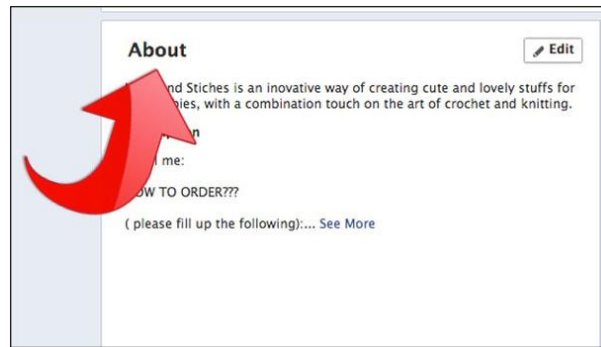 About
Edit
nd Stiches is an inovative way of creating cute and lovely stuffs for
ies, with a combination touch on the art of crochet and knitting.
n
me:
OW TO ORDER???
( please fill up the following):... See More